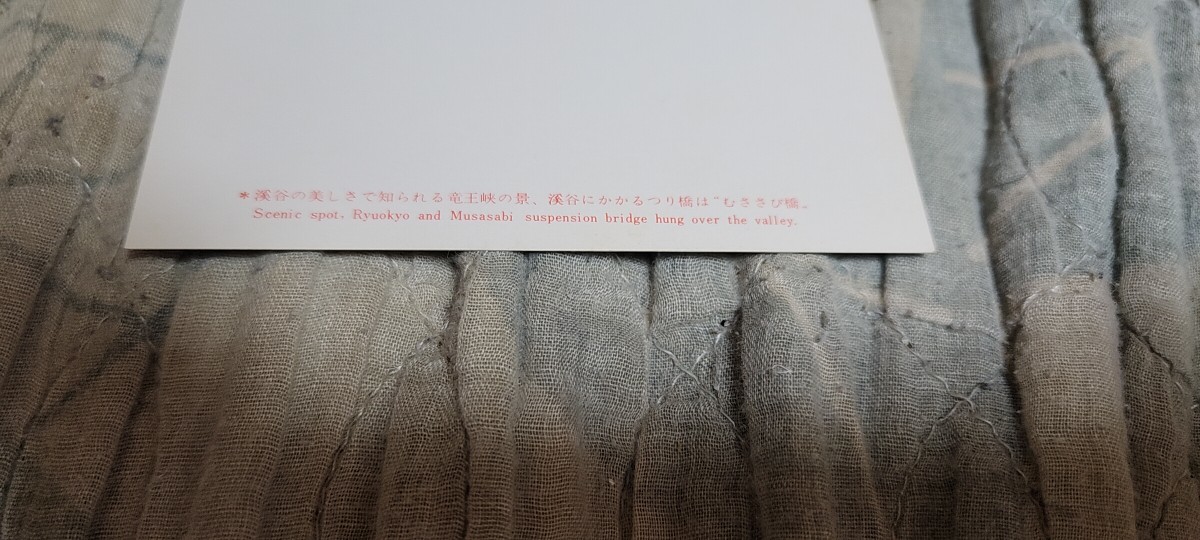 *渓谷の美しさで知られる竜王峡の景、渓谷にかかるつり橋は〝むささび橋〟
Scenic spot, Ryuokyo and Musasabi suspension bridge hung over the valley.